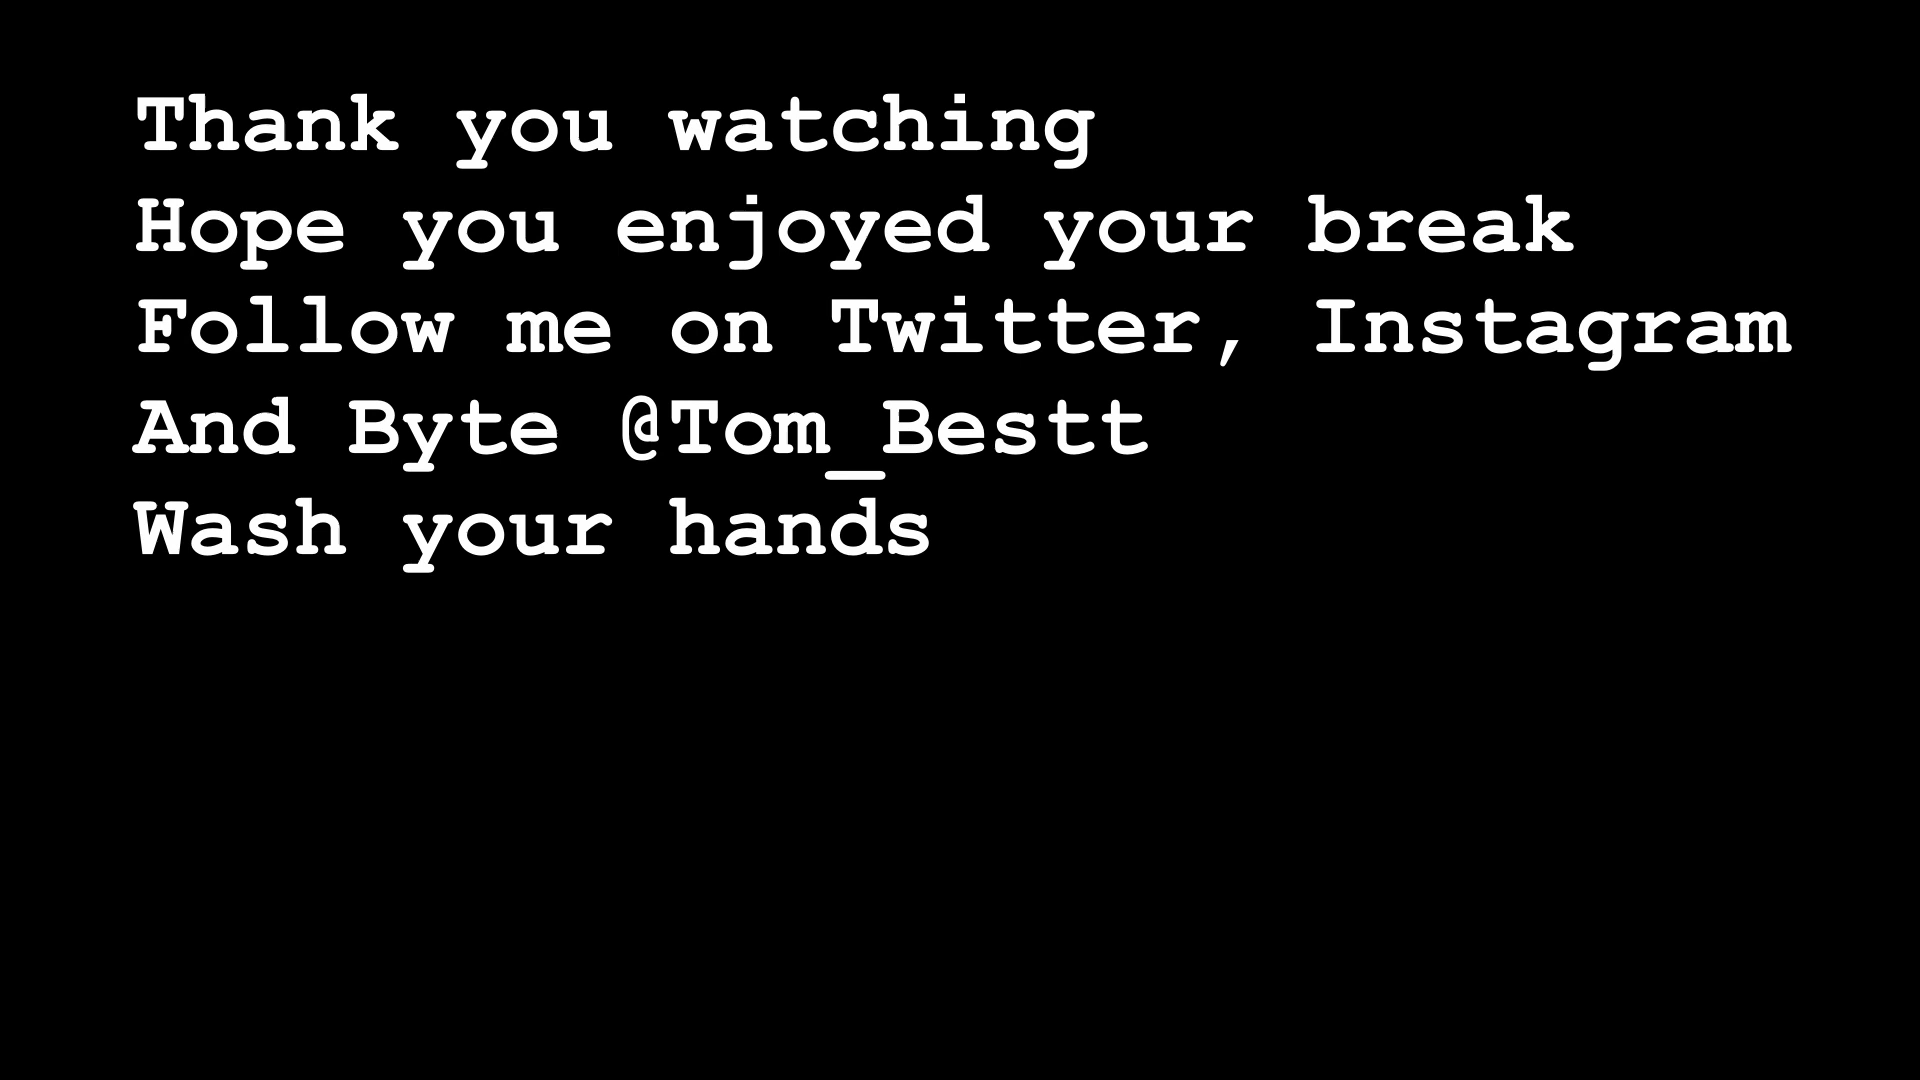 Thank you watching
Hope you enjoyed your break
Follow me on Twitter, Instagram
And Byte @Tom_Bestt
Wash your hands